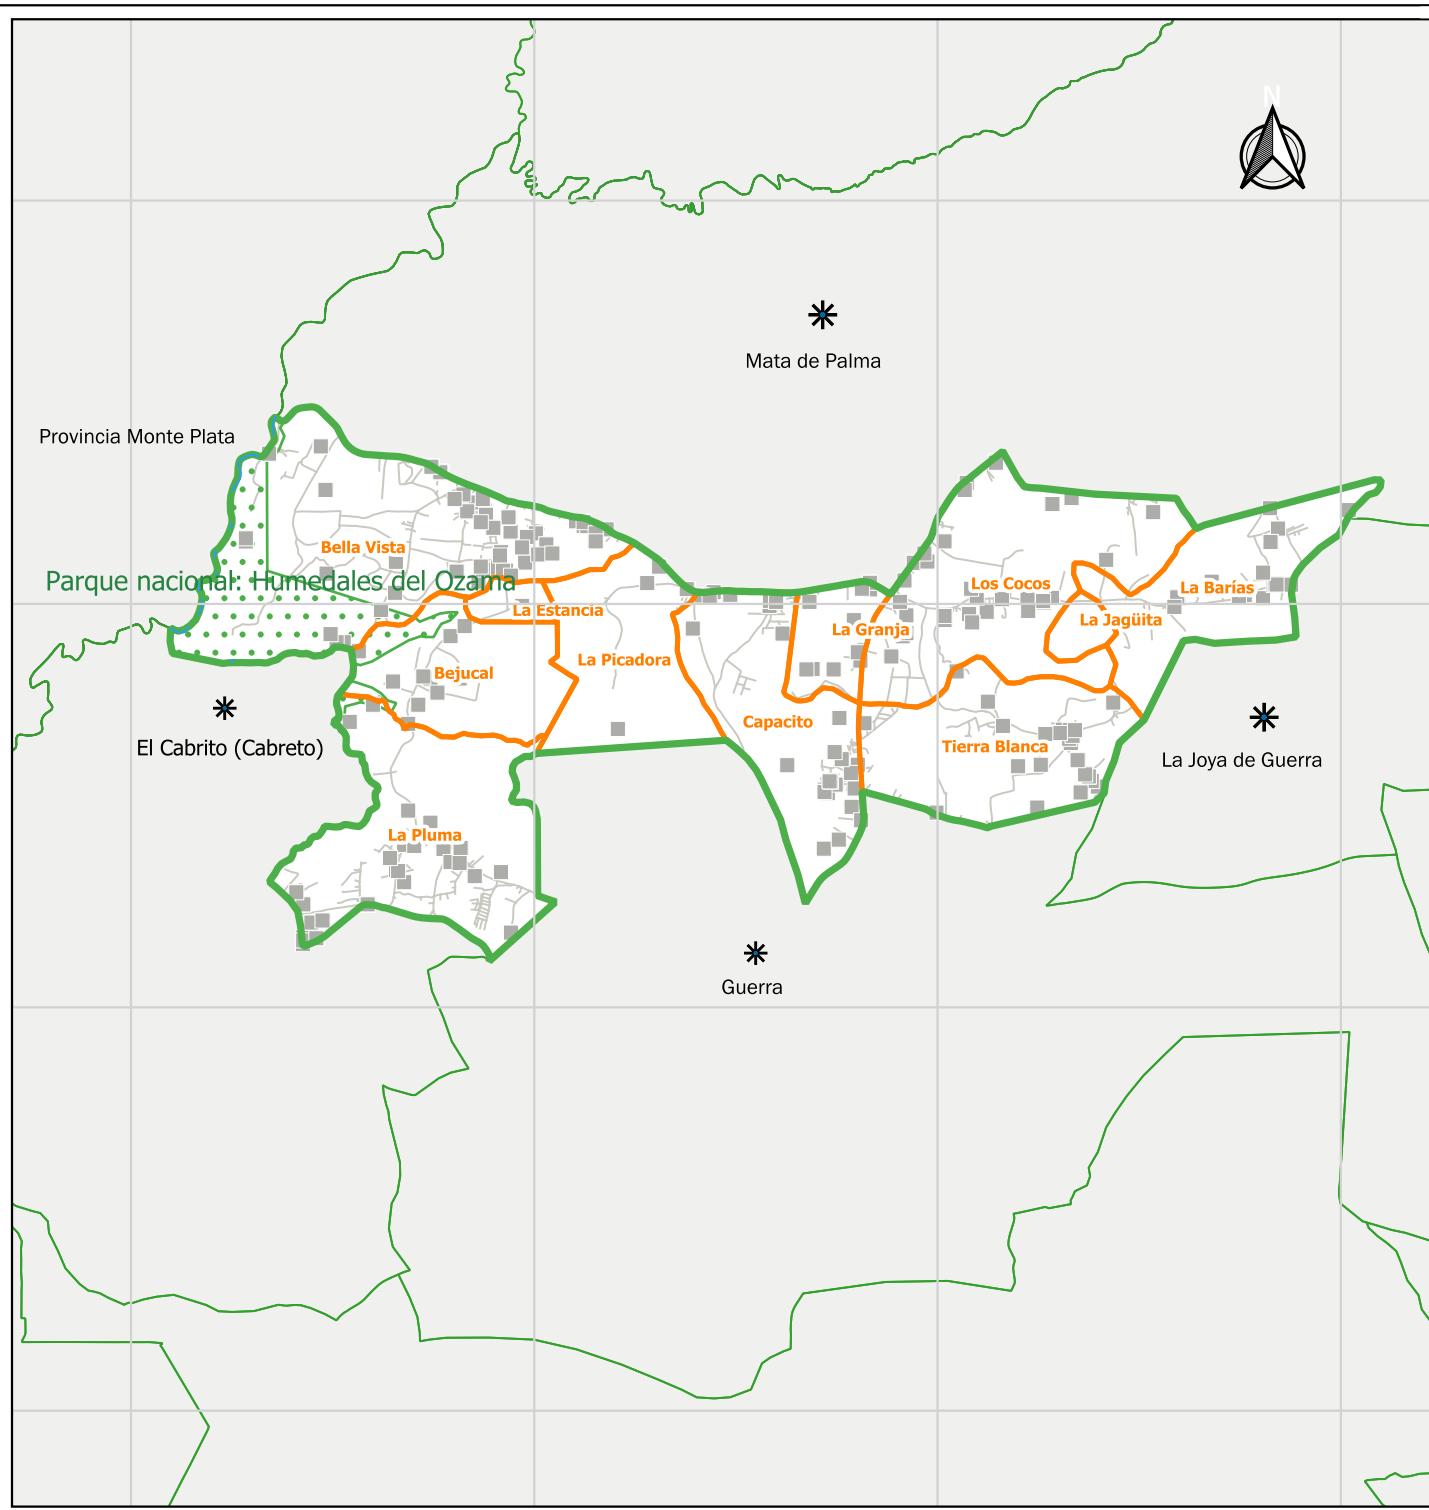 N
Mata de Palma
Provincia Monte Plata
Bella Vista
Parque nacional: Humedales del Ozama
Los Cocos
La Barías
La Estancia
La Jagüita
La Granja
La Picadora
Bejucal
Capacito
El Cabrito (Cabreto)
Tierra Blanca
La Joya de Guerra
La Pluma
Guerra